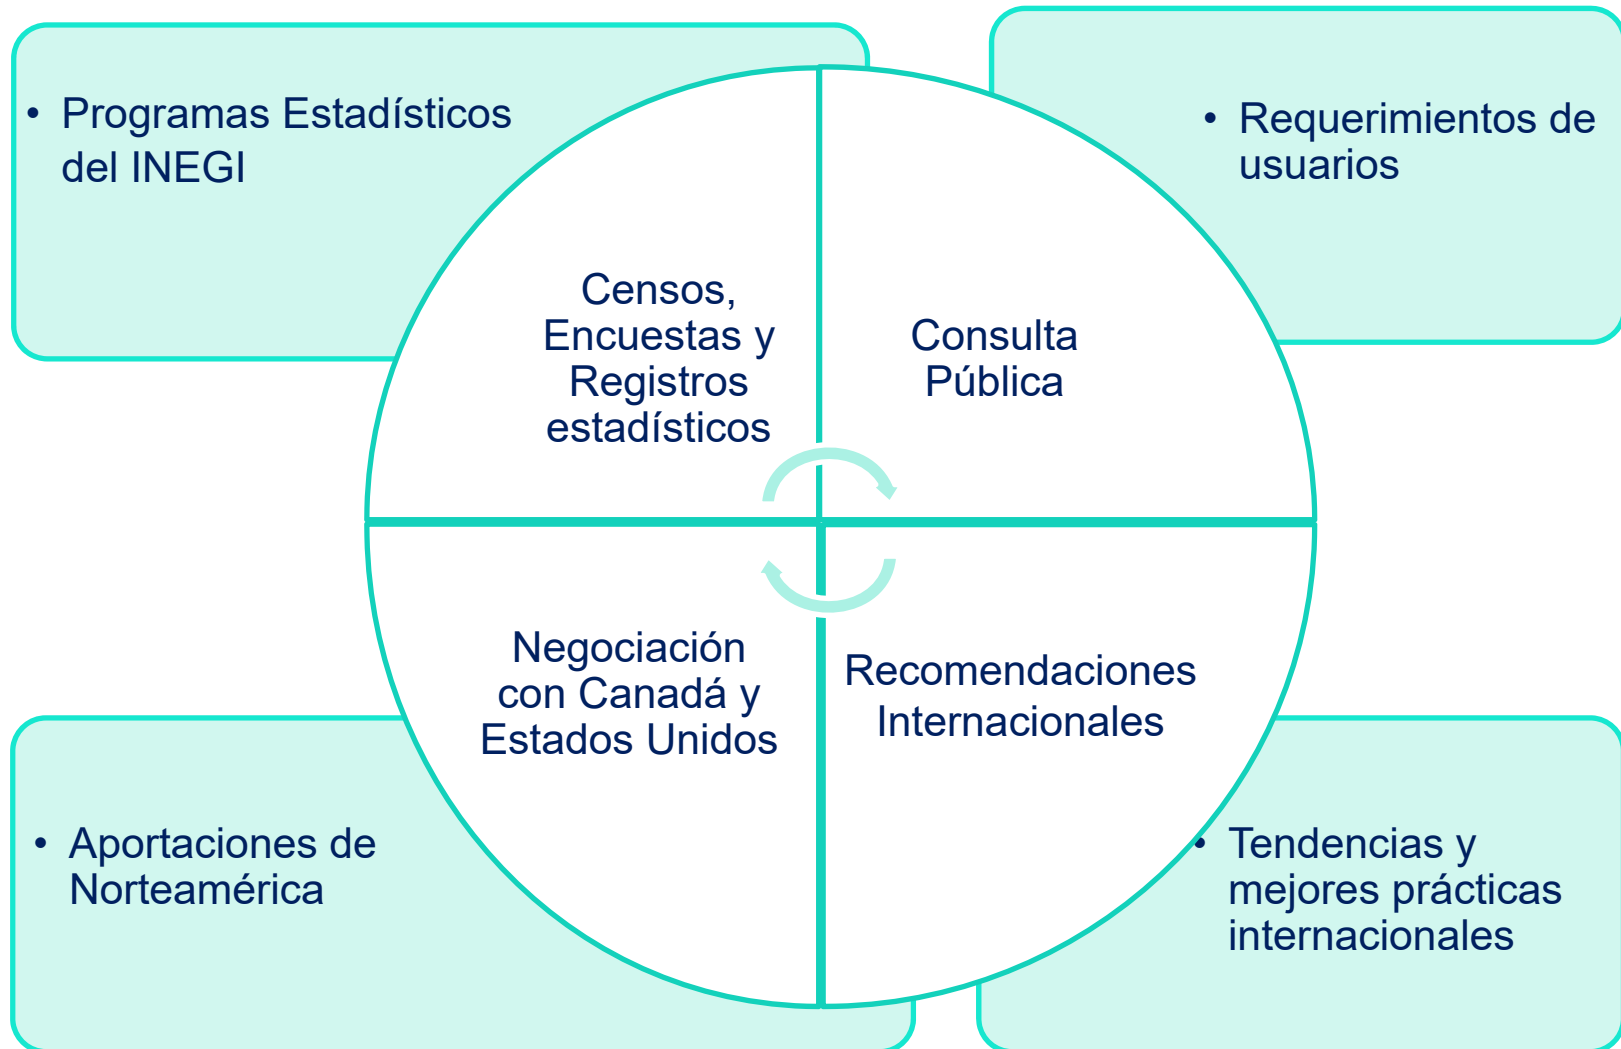 • Programas Estadísticos
del INEGI
• Requerimientos de
usuarios
Censos,
Encuestas y
Registros
estadísticos
Consulta
Pública
Negociación
con Canadá y
Estados Unidos
Recomendaciones
Internacionales
• Aportaciones de
Norteamérica
• Tendencias y
mejores prácticas
internacionales